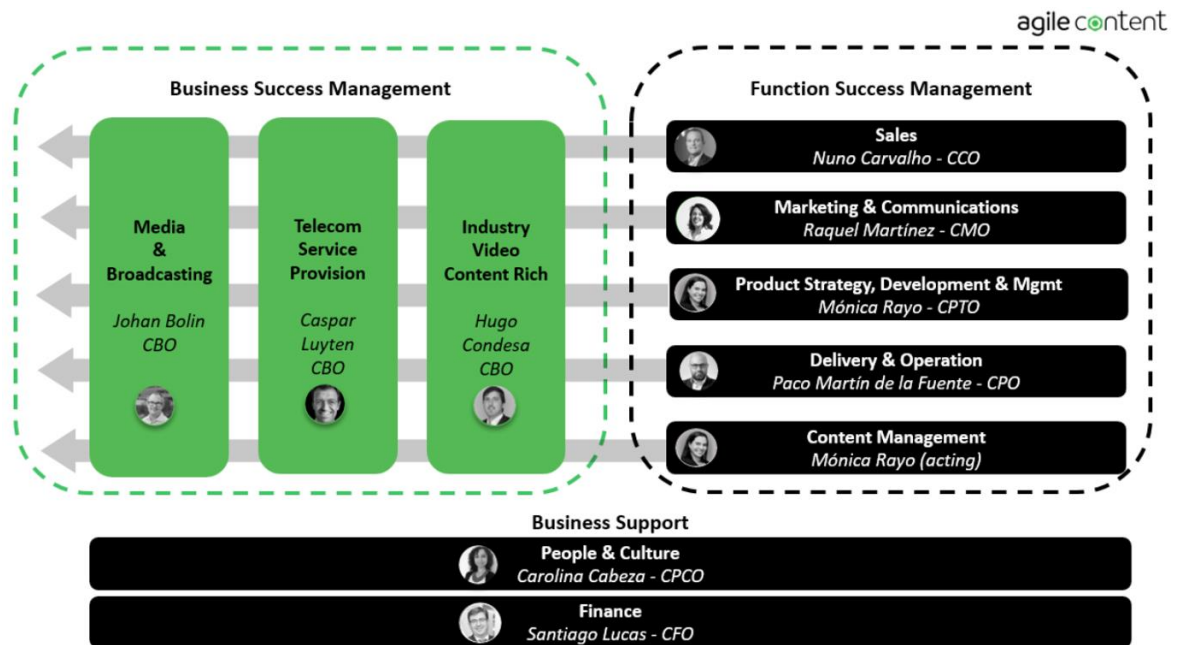 agile content
Business Success Management
Media
&
Broadcasting
Johan Bolin
CBO
Telecom
Service
Provision
Caspar
Luyten
CBO
Industry
Video
Content Rich
Hugo
Condesa
CBO
Function Success Management
Sales
Nuno Carvalho - CCO
Marketing & Communications
Raquel Martínez - CMO
Product Strategy, Development & Mgmt
Mónica Rayo - CPTO
Delivery & Operation
Paco Martín de la Fuente - CPO
Content Management
Mónica Rayo (acting)
Business Support
People & Culture
Carolina Cabeza - CPCO
Finance
Santiago Lucas - CFO